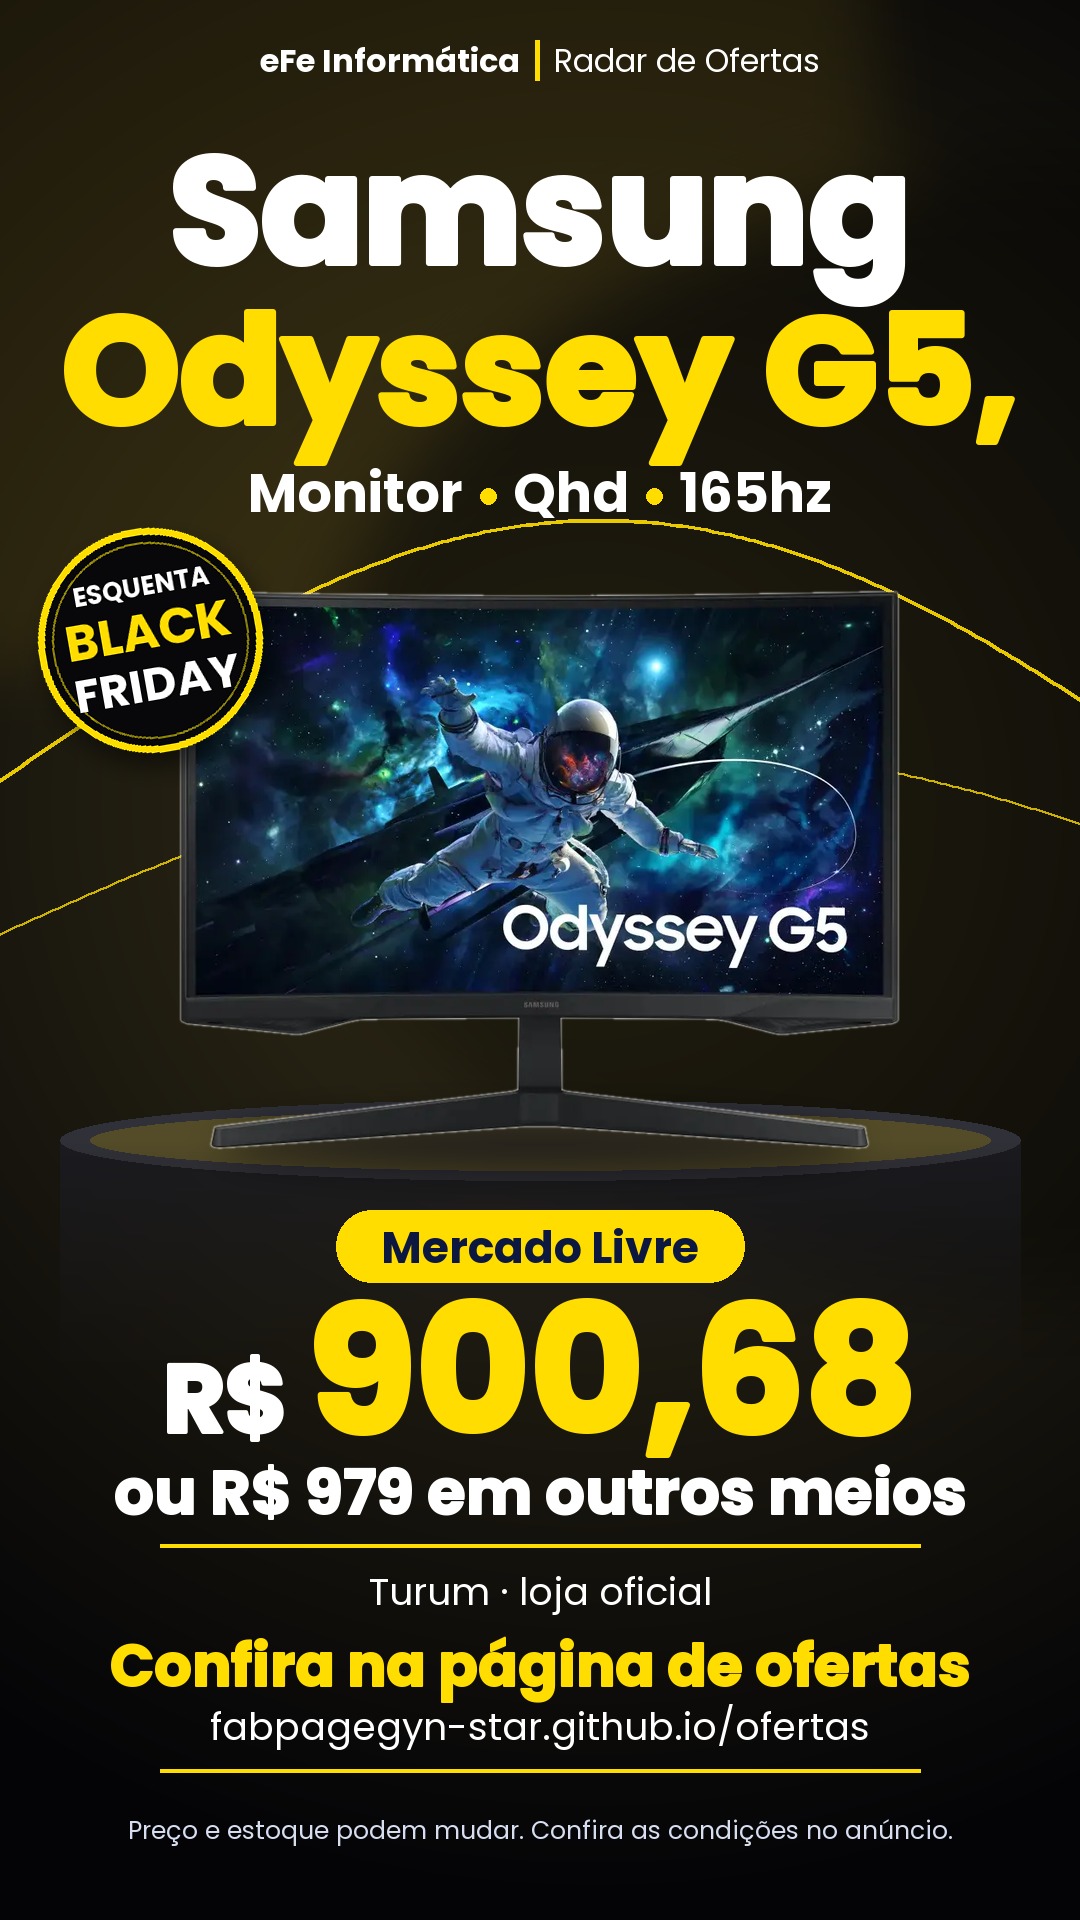 eFe Informática | Radar de Ofertas
Samsung
Odyssey G5,
Monitor • Qhd • 165hz
ESQUENTA
BLACK
FRIDAY
Odyssey G5
SAMSUNG
Mercado Livre
R$ 900,68
ou R$ 979 em outros meios
Turum · loja oficial
Confira na página de ofertas
fabpagegyn-star.github.io/ofertas
Preço e estoque podem mudar. Confira as condições no anúncio.